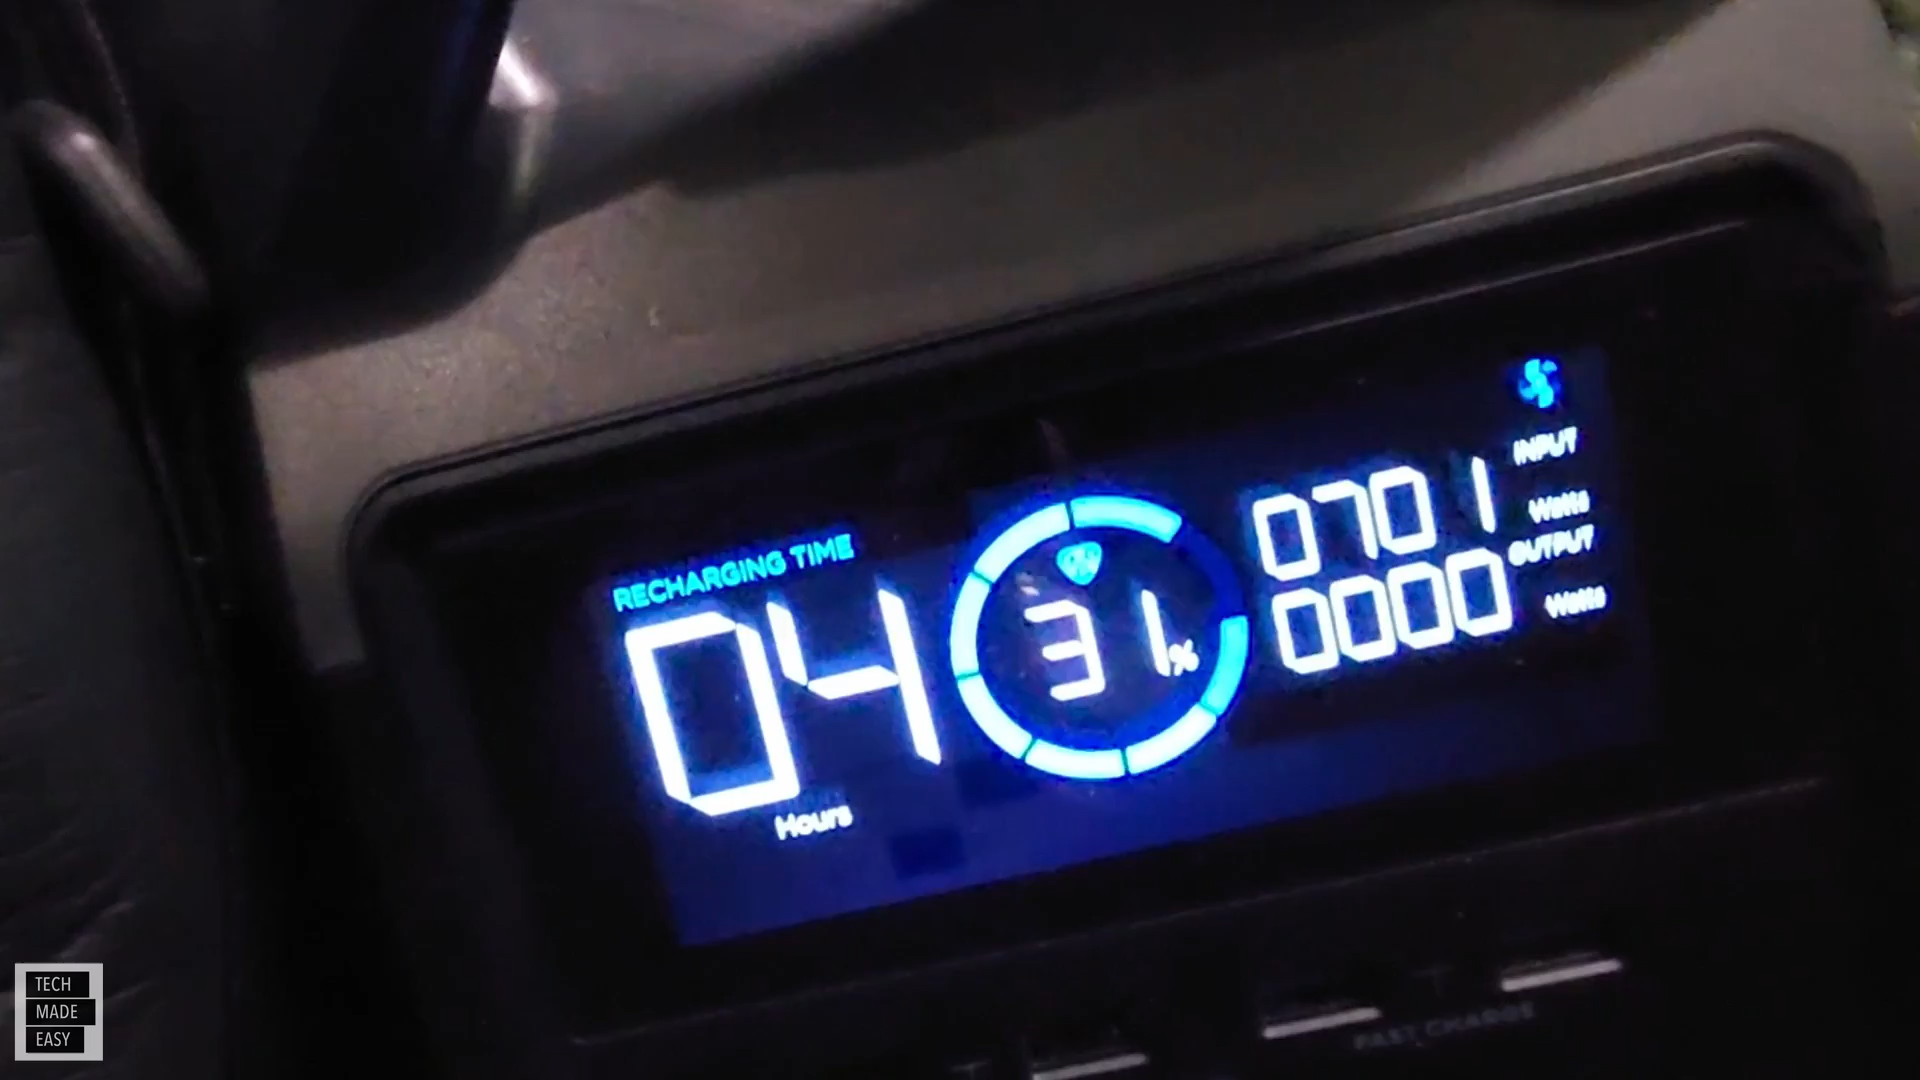 RECHARGING TIME
04
Hours
31%
INPUT
0701 Watts
OUTPUT
0000 Watts
FAST CHARGE
TECH
MADE
EASY